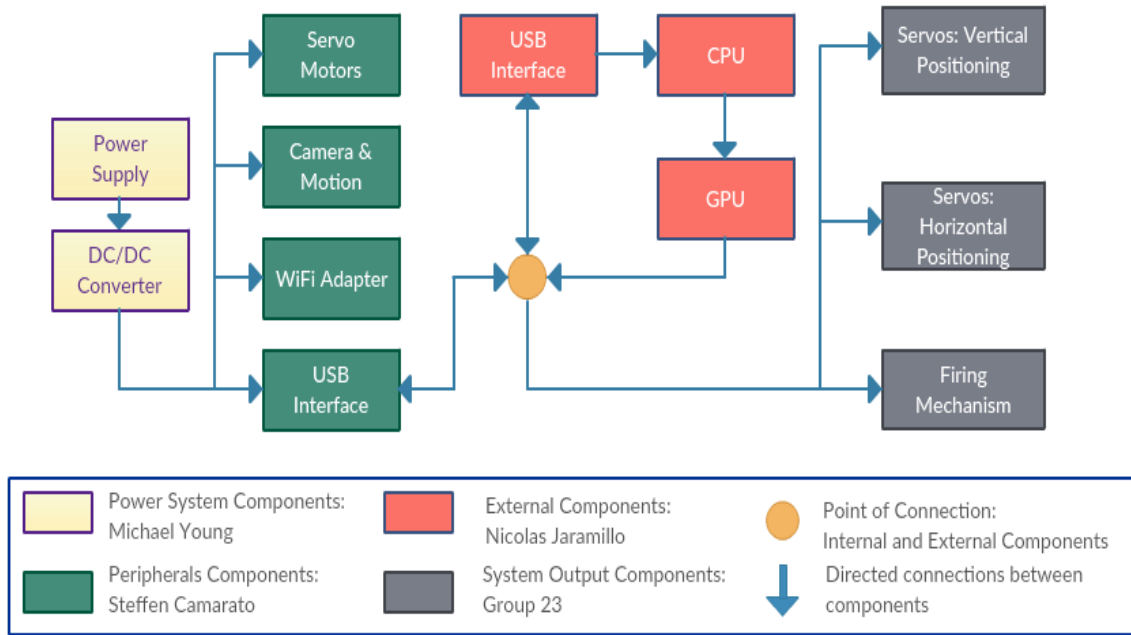 Servo
Motors
USB
Interface
CPU
Servos: Vertical
Positioning
Power
Supply
Camera &
Motion
GPU
Servos:
Horizontal
Positioning
DC/DC
Converter
WiFi Adapter
USB
Interface
Firing
Mechanism
Power System Components:
Michael Young
External Components:
Nicolas Jaramillo
Point of Connection:
Internal and External Components
Peripherals Components:
Steffen Camarato
System Output Components:
Group 23
Directed connections between
components